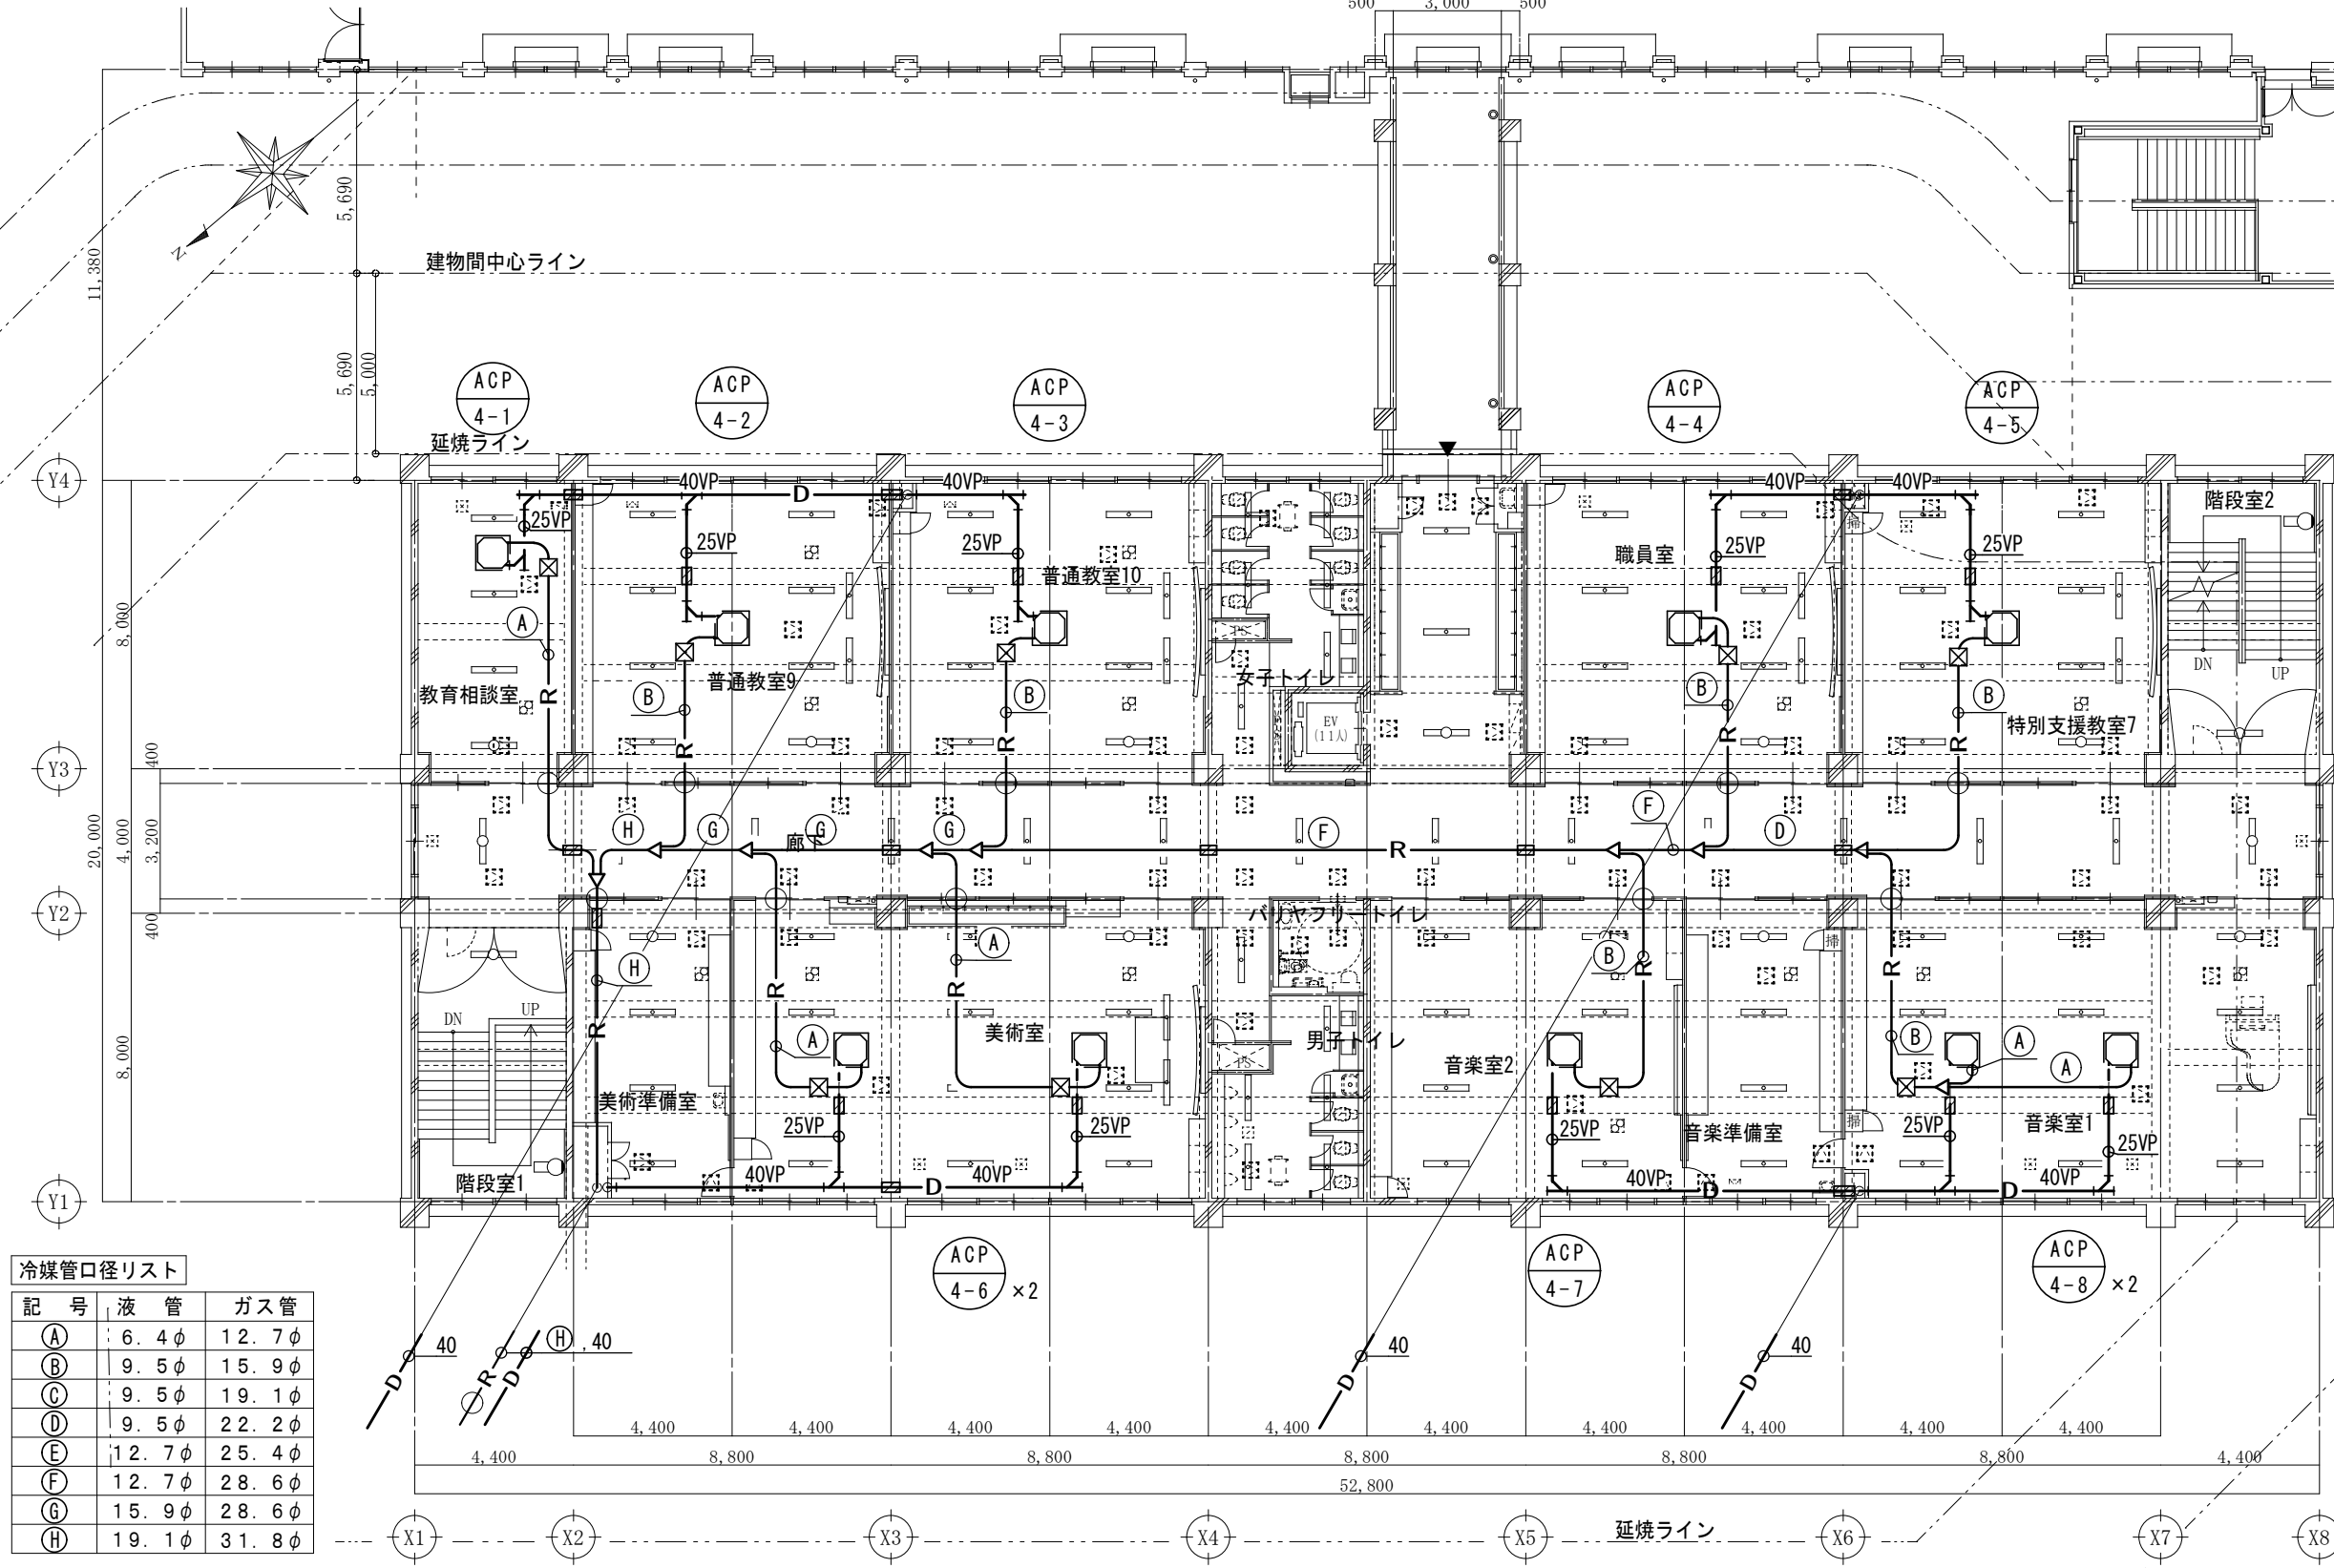 500 3,000 500
N
5,690
11,380
建物間中心ライン
5,690
5,000
ACP
4-1
ACP
4-2
ACP
4-3
ACP
4-4
ACP
4-5
延焼ライン
Y4
40VP D 40VP 40VP 40VP
階段室2
25VP 25VP 25VP 25VP 25VP
掃
職員室
普通教室10
A
8,000
PS
DN UP
教育相談室 R B 普通教室9 B 女子トイレ B B 特別支援教室7
EV
(11人)
R R R R
Y3
400
20,000
4,000
3,200
H G 廊下 G G F F D
R
Y2
400
バリヤフリートイレ
A B 掃
H R R R R
DN UP R
美術室 男子トイレ 音楽室2
A B A A
8,000
PS
美術準備室
25VP 25VP 25VP 音楽準備室 掃 25VP 音楽室1 25VP
階段室1 40VP D 40VP 40VP D D 40VP
Y1
ACP
4-6 ×2
ACP
4-7
ACP
4-8 ×2
冷媒管口径リスト
記号 液管 ガス管
A 6.4φ 12.7φ
B 9.5φ 15.9φ
C 9.5φ 19.1φ
D 9.5φ 22.2φ
E 12.7φ 25.4φ
F 12.7φ 28.6φ
G 15.9φ 28.6φ
H 19.1φ 31.8φ
D 40
R D H,40
D 40
D 40
4,400 4,400 4,400 4,400 4,400 4,400 4,400 4,400 4,400 4,400
4,400 8,800 8,800 8,800 8,800 8,800 4,400
52,800
延焼ライン
X1 X2 X3 X4 X5 X6 X7 X8